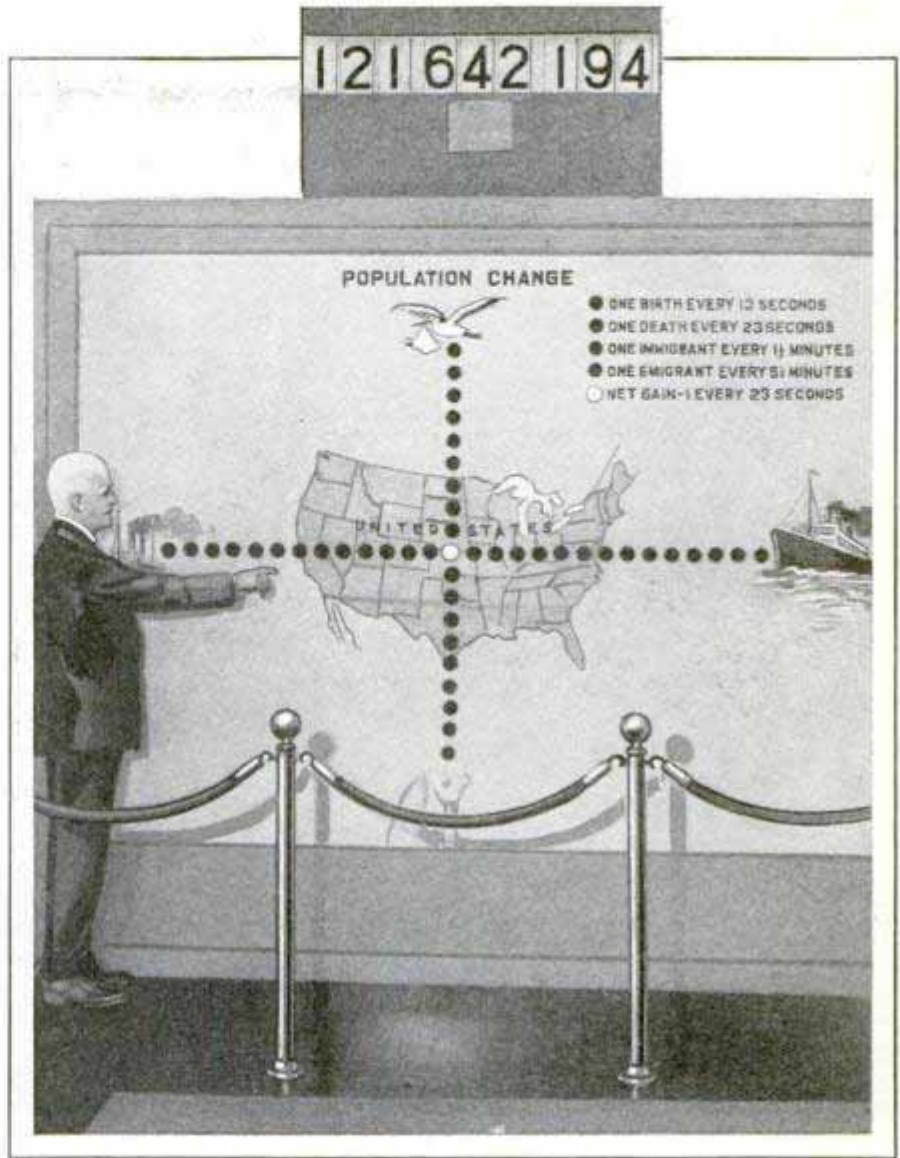 121642194
POPULATION CHANGE
ONE BIRTH EVERY 13 SECONDS
ONE DEATH EVERY 23 SECONDS
ONE IMMIGRANT EVERY 1½ MINUTES
ONE EMIGRANT EVERY 5½ MINUTES
NET GAIN-1 EVERY 23 SECONDS
UNITED STATES